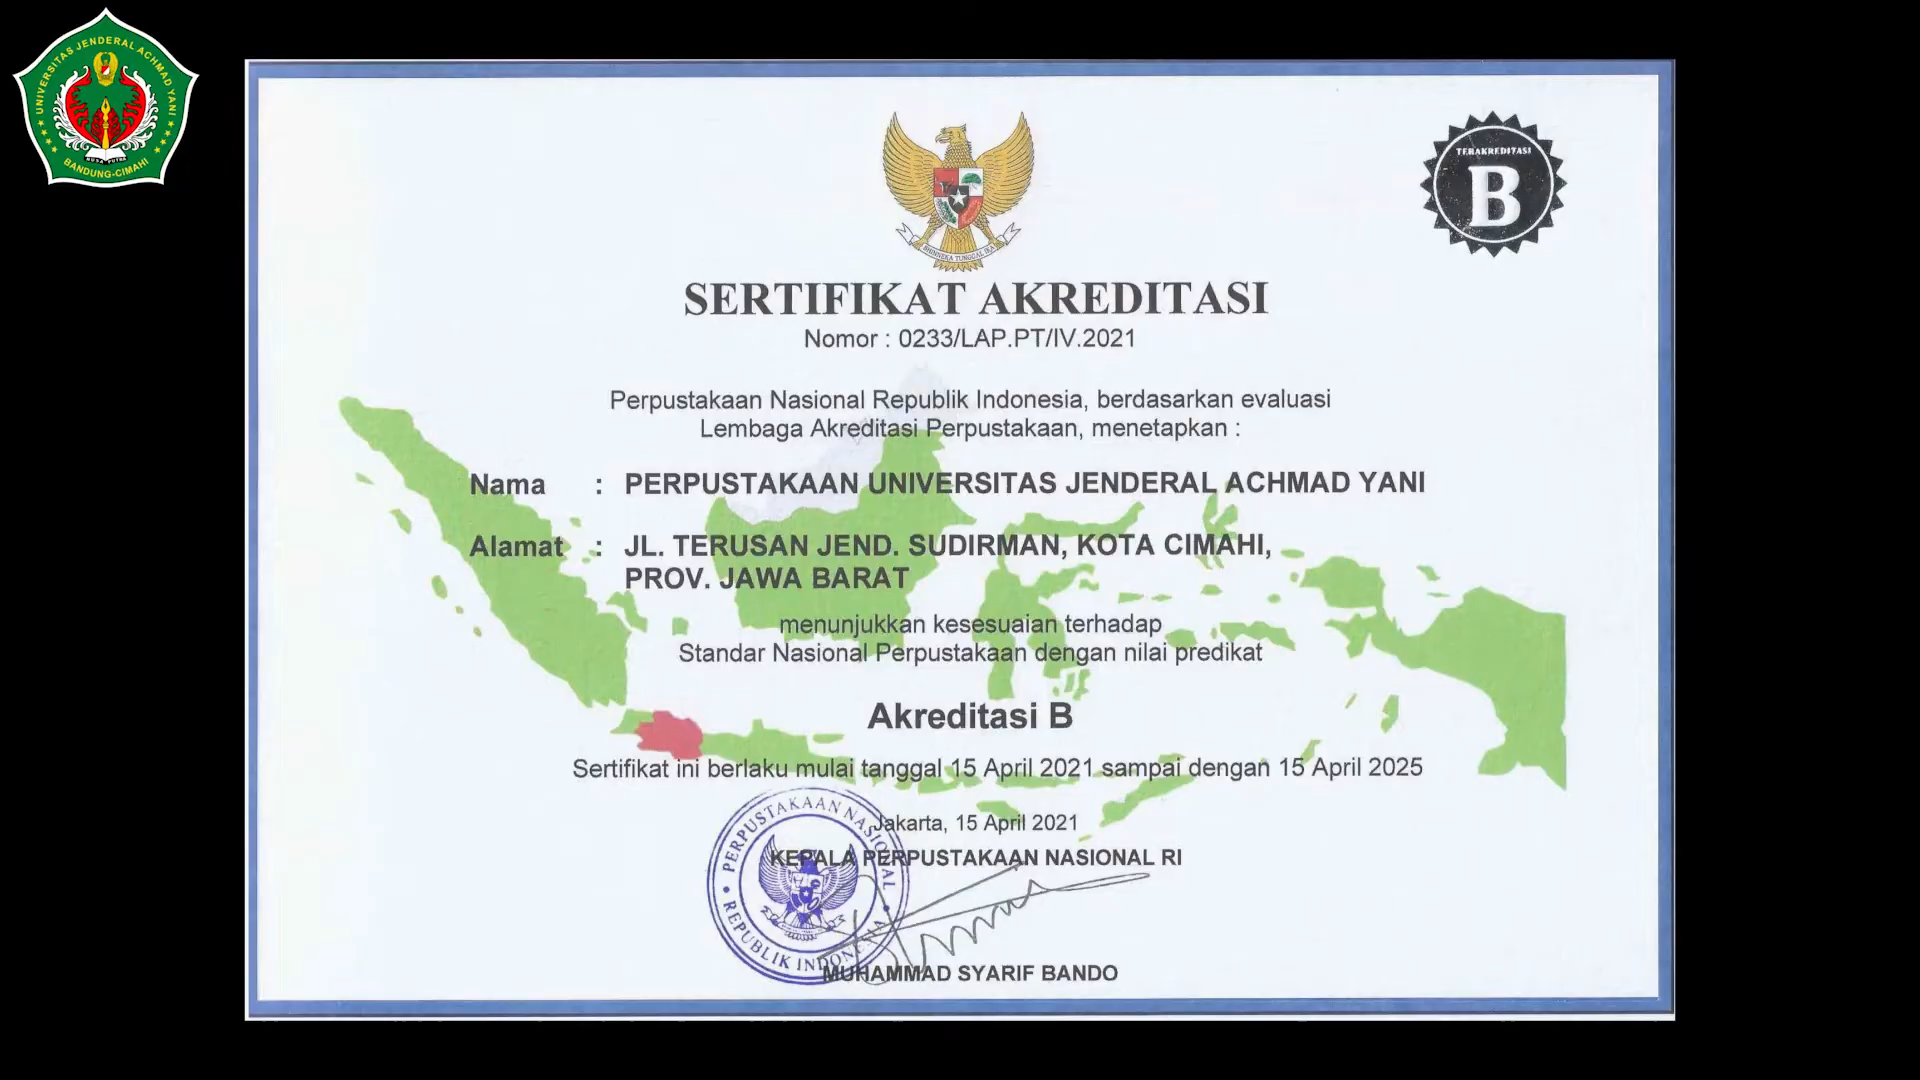 UNIVERSITAS JENDERAL ACHMAD YANI
BANDUNG-CIMAHI
TERAKREDITASI
B
BHINNEKA TUNGGAL IKA
SERTIFIKAT AKREDITASI
Nomor : 0233/LAP.PT/IV.2021
Perpustakaan Nasional Republik Indonesia, berdasarkan evaluasi
Lembaga Akreditasi Perpustakaan, menetapkan :
Nama : PERPUSTAKAAN UNIVERSITAS JENDERAL ACHMAD YANI
Alamat : JL. TERUSAN JEND. SUDIRMAN, KOTA CIMAHI,
PROV. JAWA BARAT
menunjukkan kesesuaian terhadap
Standar Nasional Perpustakaan dengan nilai predikat
Akreditasi B
Sertifikat ini berlaku mulai tanggal 15 April 2021 sampai dengan 15 April 2025
Jakarta, 15 April 2021
KEPALA PERPUSTAKAAN NASIONAL RI
PERPUSTAKAAN NASIONAL
REPUBLIK INDONESIA
MUHAMMAD SYARIF BANDO